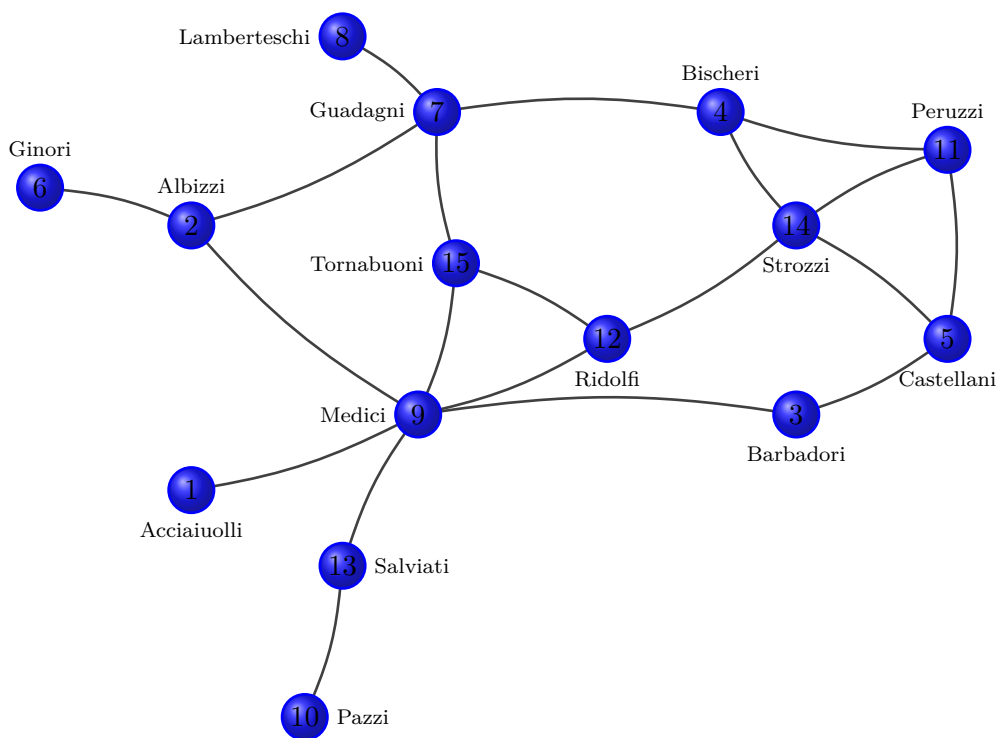 8
Lamberteschi
Bischeri
7
Guadagni
4
Peruzzi
11
Ginori
6
Albizzi
2
14
Strozzi
Tornabuoni
15
12
Ridolfi
5
Castellani
Medici
9
3
Barbadori
1
Acciaiuolli
13
Salviati
10
Pazzi